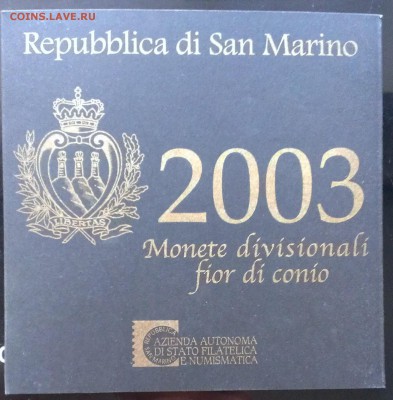 COINS.LAVE.RU
Repubblica di San Marino
LIBERTAS
2003
Monete divisionali
fior di conio
AZIENDA AUTONOMA
DI STATO FILATELICA
E NUMISMATICA